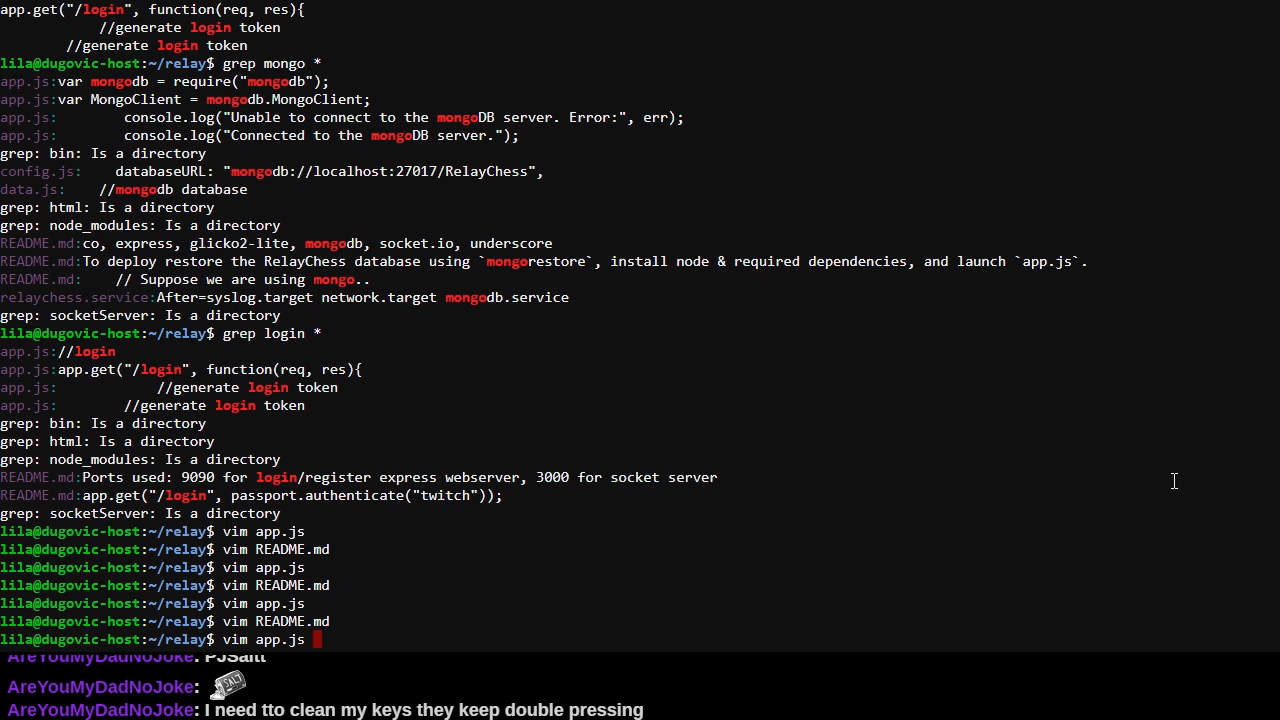 app.get("/login", function(req, res){
            //generate login token
        //generate login token
lila@dugovic-host:~/relay$ grep mongo *
app.js:var mongodb = require("mongodb");
app.js:var MongoClient = mongodb.MongoClient;
app.js:        console.log("Unable to connect to the mongoDB server. Error:", err);
app.js:        console.log("Connected to the mongoDB server.");
grep: bin: Is a directory
config.js:    databaseURL: "mongodb://localhost:27017/RelayChess",
data.js:    //mongodb database
grep: html: Is a directory
grep: node_modules: Is a directory
README.md:co, express, glicko2-lite, mongodb, socket.io, underscore
README.md:To deploy restore the RelayChess database using `mongorestore`, install node & required dependencies, and launch `app.js`.
README.md:    // Suppose we are using mongo..
relaychess.service:After=syslog.target network.target mongodb.service
grep: socketServer: Is a directory
lila@dugovic-host:~/relay$ grep login *
app.js://login
app.js:app.get("/login", function(req, res){
app.js:            //generate login token
app.js:        //generate login token
grep: bin: Is a directory
grep: html: Is a directory
grep: node_modules: Is a directory
README.md:Ports used: 9090 for login/register express webserver, 3000 for socket server
README.md:app.get("/login", passport.authenticate("twitch"));
grep: socketServer: Is a directory
lila@dugovic-host:~/relay$ vim app.js
lila@dugovic-host:~/relay$ vim README.md
lila@dugovic-host:~/relay$ vim app.js
lila@dugovic-host:~/relay$ vim README.md
lila@dugovic-host:~/relay$ vim app.js
lila@dugovic-host:~/relay$ vim README.md
lila@dugovic-host:~/relay$ vim app.js
AreYouMyDadNoJoke: PJSaltt
AreYouMyDadNoJoke: SALT
AreYouMyDadNoJoke: I need tto clean my keys they keep double pressing